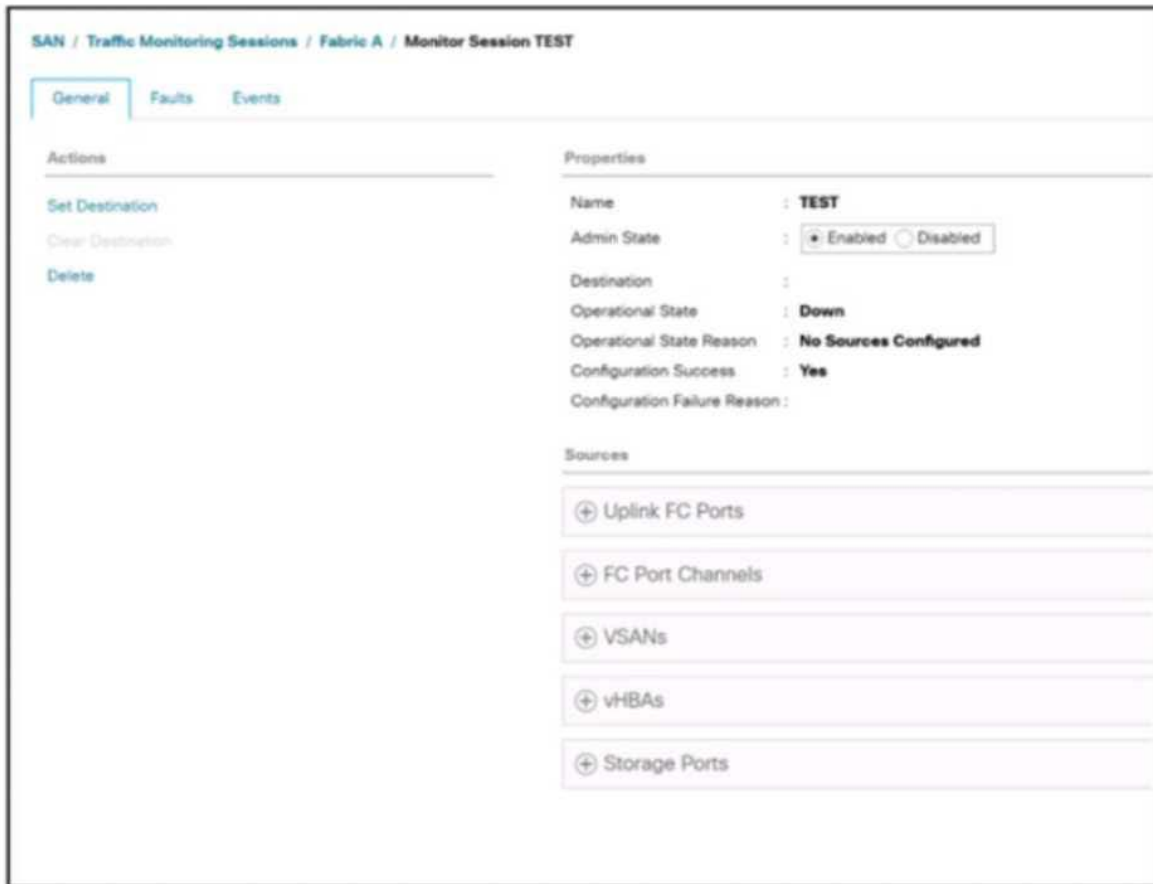 SAN / Traffic Monitoring Sessions / Fabric A / Monitor Session TEST
General Faults Events
Actions
Set Destination
Clear Destination
Delete
Properties
Name : TEST
Admin State : Enabled Disabled
Destination :
Operational State : Down
Operational State Reason : No Sources Configured
Configuration Success : Yes
Configuration Failure Reason :
Sources
Uplink FC Ports
FC Port Channels
VSANs
vHBAs
Storage Ports